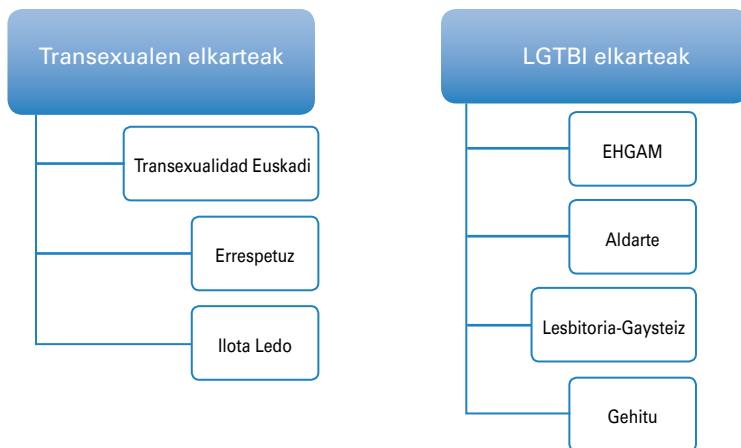 Transexualen elkarteak
Transexualidad Euskadi
Errespetuz
Ilota Ledo
LGTBI elkarteak
EHGAM
Aldarte
Lesbitoria-Gaysteiz
Gehitu